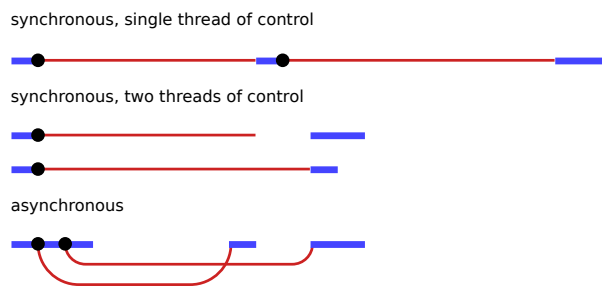 synchronous, single thread of control
synchronous, two threads of control
asynchronous